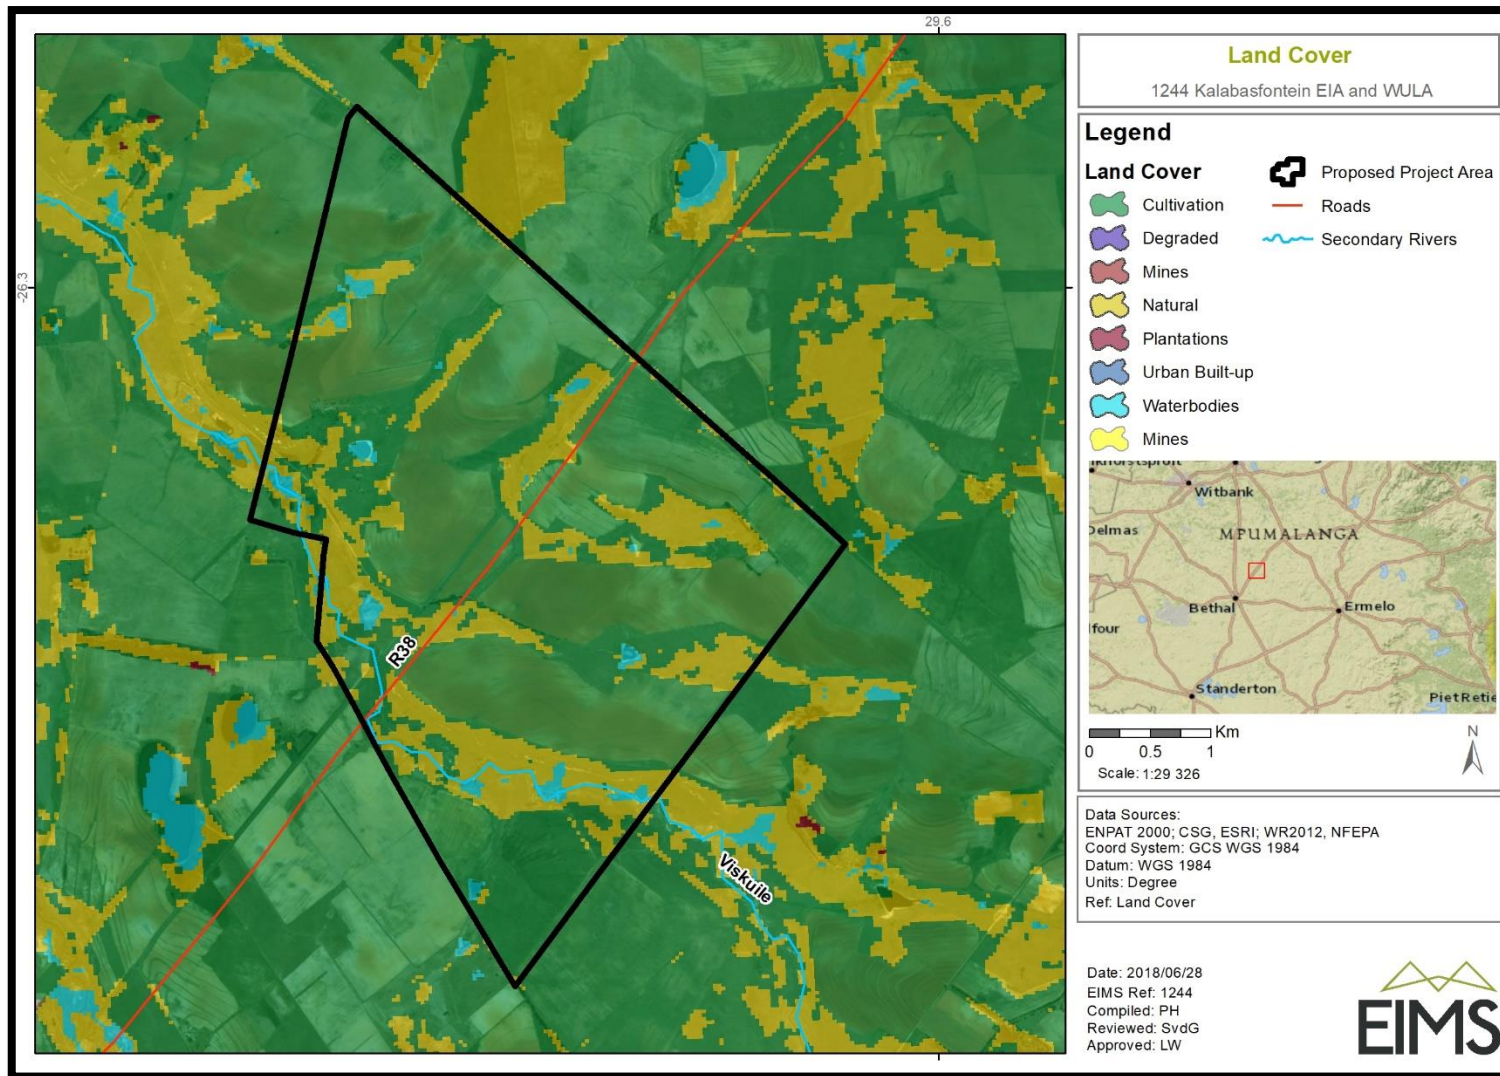 29.6
-26.3
R38
Viskuile
Land Cover
1244 Kalabasfontein EIA and WULA
Legend
Land Cover
Cultivation
Degraded
Mines
Natural
Plantations
Urban Built-up
Waterbodies
Mines
Proposed Project Area
Roads
Secondary Rivers
Witbank
Delmas
MPUMALANGA
Bethal
Ermelo
lfour
Standerton
Piet Retie
Km
0 0.5 1
Scale: 1:29 326
N
Data Sources:
ENPAT 2000; CSG, ESRI; WR2012, NFEPA
Coord System: GCS WGS 1984
Datum: WGS 1984
Units: Degree
Ref: Land Cover
Date: 2018/06/28
EIMS Ref: 1244
Compiled: PH
Reviewed: SvdG
Approved: LW
EIMS